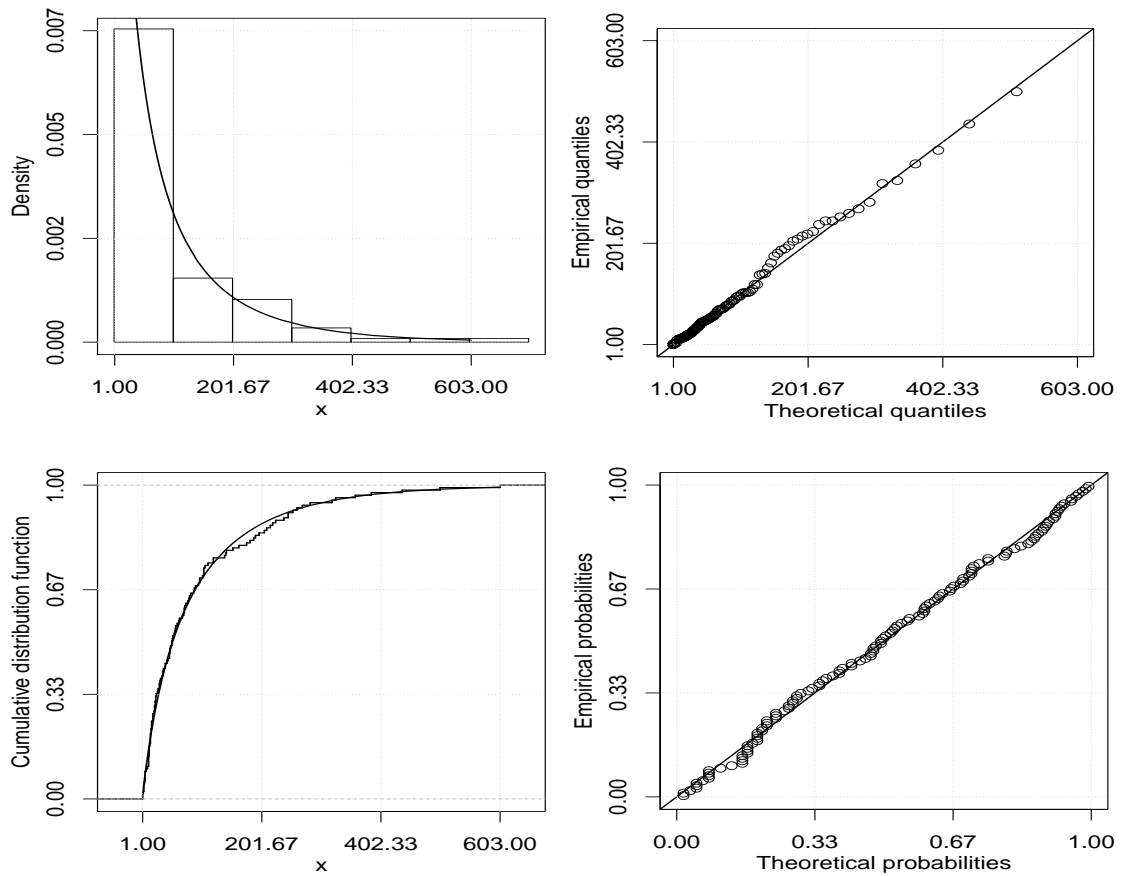 Density
0.007
0.005
0.002
0.000
1.00 201.67 402.33 603.00
x
Empirical quantiles
603.00
402.33
201.67
1.00
1.00 201.67 402.33 603.00
Theoretical quantiles
Cumulative distribution function
1.00
0.67
0.33
0.00
1.00 201.67 402.33 603.00
x
Empirical probabilities
1.00
0.67
0.33
0.00
0.00 0.33 0.67 1.00
Theoretical probabilities